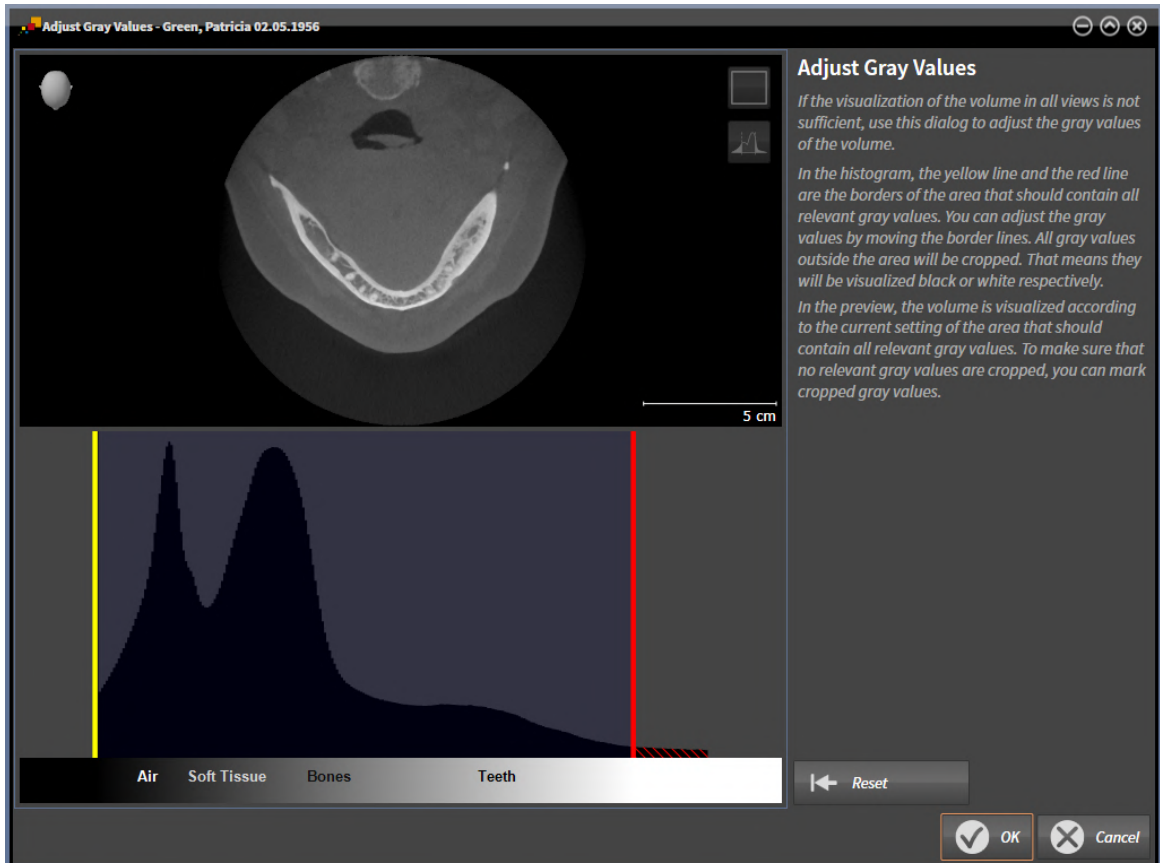 Adjust Gray Values - Green, Patricia 02.05.1956
5 cm
Air Soft Tissue Bones Teeth
Adjust Gray Values
If the visualization of the volume in all views is not
sufficient, use this dialog to adjust the gray values
of the volume.
In the histogram, the yellow line and the red line
are the borders of the area that should contain all
relevant gray values. You can adjust the gray
values by moving the border lines. All gray values
outside the area will be cropped. That means they
will be visualized black or white respectively.
In the preview, the volume is visualized according
to the current setting of the area that should
contain all relevant gray values. To make sure that
no relevant gray values are cropped, you can mark
cropped gray values.
Reset
OK Cancel